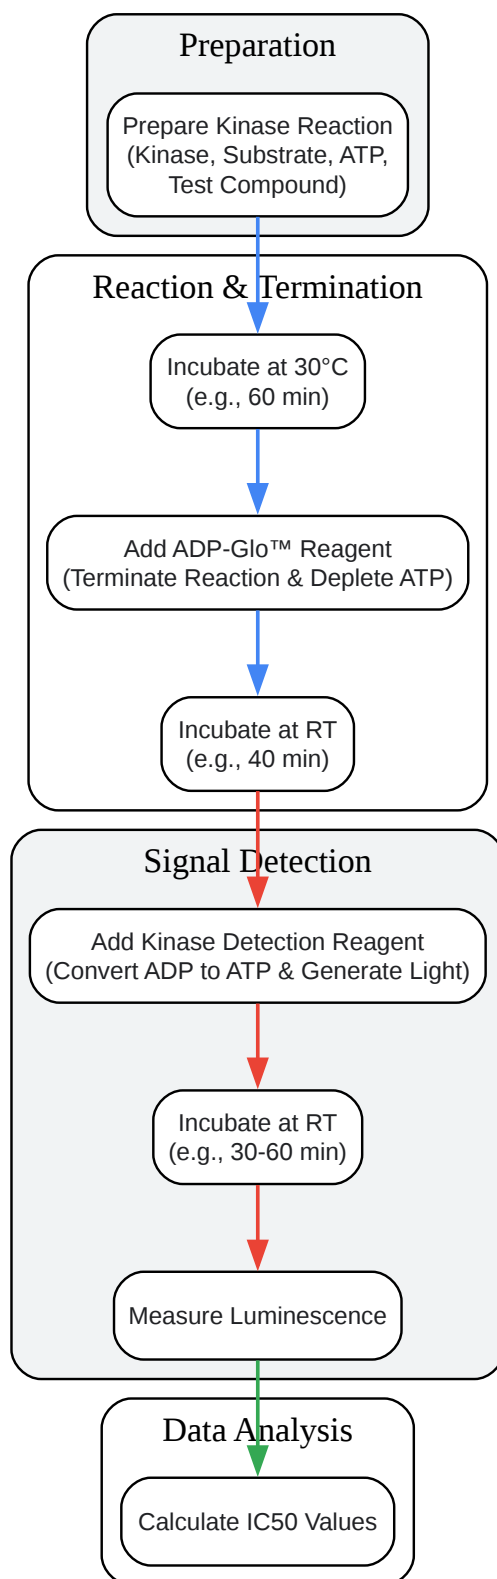 Preparation
Prepare Kinase Reaction
(Kinase, Substrate, ATP,
Test Compound)
Reaction & Termination
Incubate at 30°C
(e.g., 60 min)
Add ADP-Glo™ Reagent
(Terminate Reaction & Deplete ATP)
Incubate at RT
(e.g., 40 min)
Signal Detection
Add Kinase Detection Reagent
(Convert ADP to ATP & Generate Light)
Incubate at RT
(e.g., 30-60 min)
Measure Luminescence
Data Analysis
Calculate IC50 Values